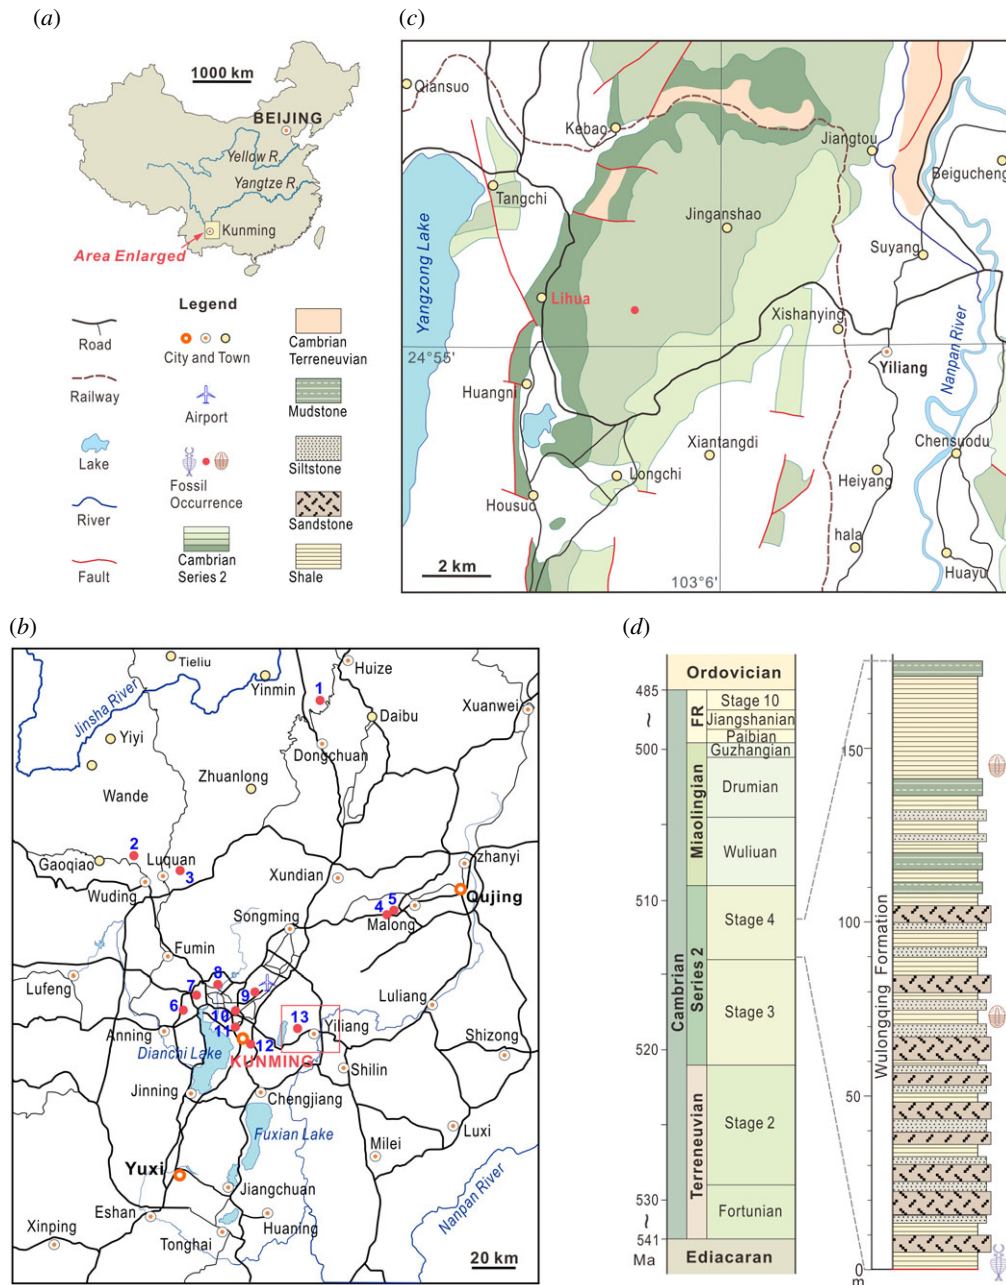 (a)
1000 km
BEIJING
Yellow R.
Yangtze R.
Kunming
Area Enlarged
Legend
Road
City and Town
Cambrian
Terreneuvian
Railway
Airport
Mudstone
Lake
Fossil
Occurrence
Siltstone
River
Sandstone
Fault
Cambrian
Series 2
Shale
(c)
Qiansuo
Kebao
Jiangtou
Beigucheng
Tangchi
Jinganshao
Suyang
Yangzong Lake
Lihua
Xishanying
24°55'
Yiliang
Nanpan River
Huangni
Xiantangdi
Chensuodu
Longchi
Heiyang
Housuo
hala
Huayu
2 km
103°6'
(b)
Tieliu
Huize
Yinmin
1
Xuanwei
Jinsha River
Daibu
Yiyi
Dongchuan
Zhuanlong
Wande
2
Gaoqiao
Luquan
3
zhanyi
Wuding
Xundian
Qujing
4
5
Malong
Songming
Fumin
Lufeng
8
7
9
6
10
Luliang
11
13
Yiliang
Anning
12
Shizong
Dianchi Lake
KUNMING
Shilin
Jinning
Chengjiang
Fuxian Lake
Luxi
Milei
Yuxi
Jiangchuan
Nanpan River
Eshan
Huaning
Xinping
Tonghai
20 km
(d)
Ordovician
485
~
500
510
520
530
~
541
Ma
Cambrian
FR
Miaolingian
Series 2
Terreneuvian
Stage 10
Jiangshanian
Paibian
Guzhangian
Drumian
Wuliuan
Stage 4
Stage 3
Stage 2
Fortunian
Ediacaran
Wulongqing Formation
150
100
50
0
m